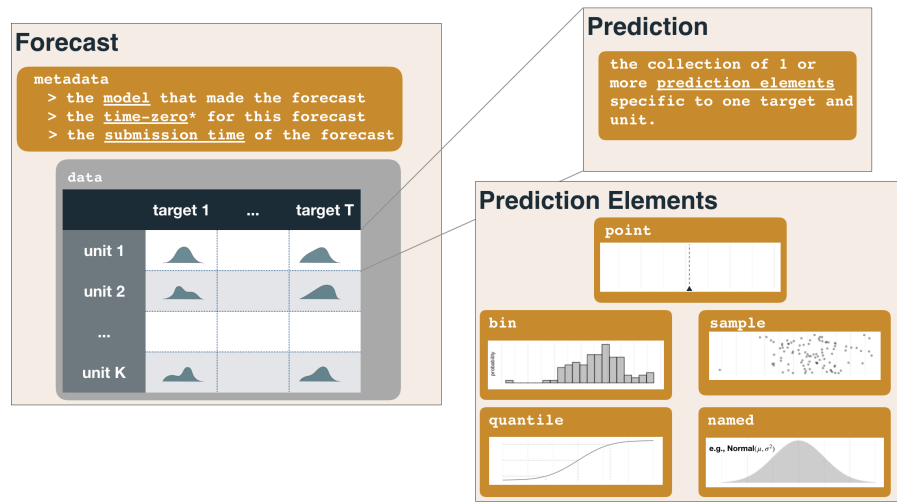 Forecast
metadata
> the model that made the forecast
> the time-zero* for this forecast
> the submission time of the forecast
data
target 1 ... target T
unit 1
unit 2
...
unit K
Prediction
the collection of 1 or
more prediction elements
specific to one target and
unit.
Prediction Elements
point
bin
probability
sample
quantile
named
e.g., Normal(μ, σ²)